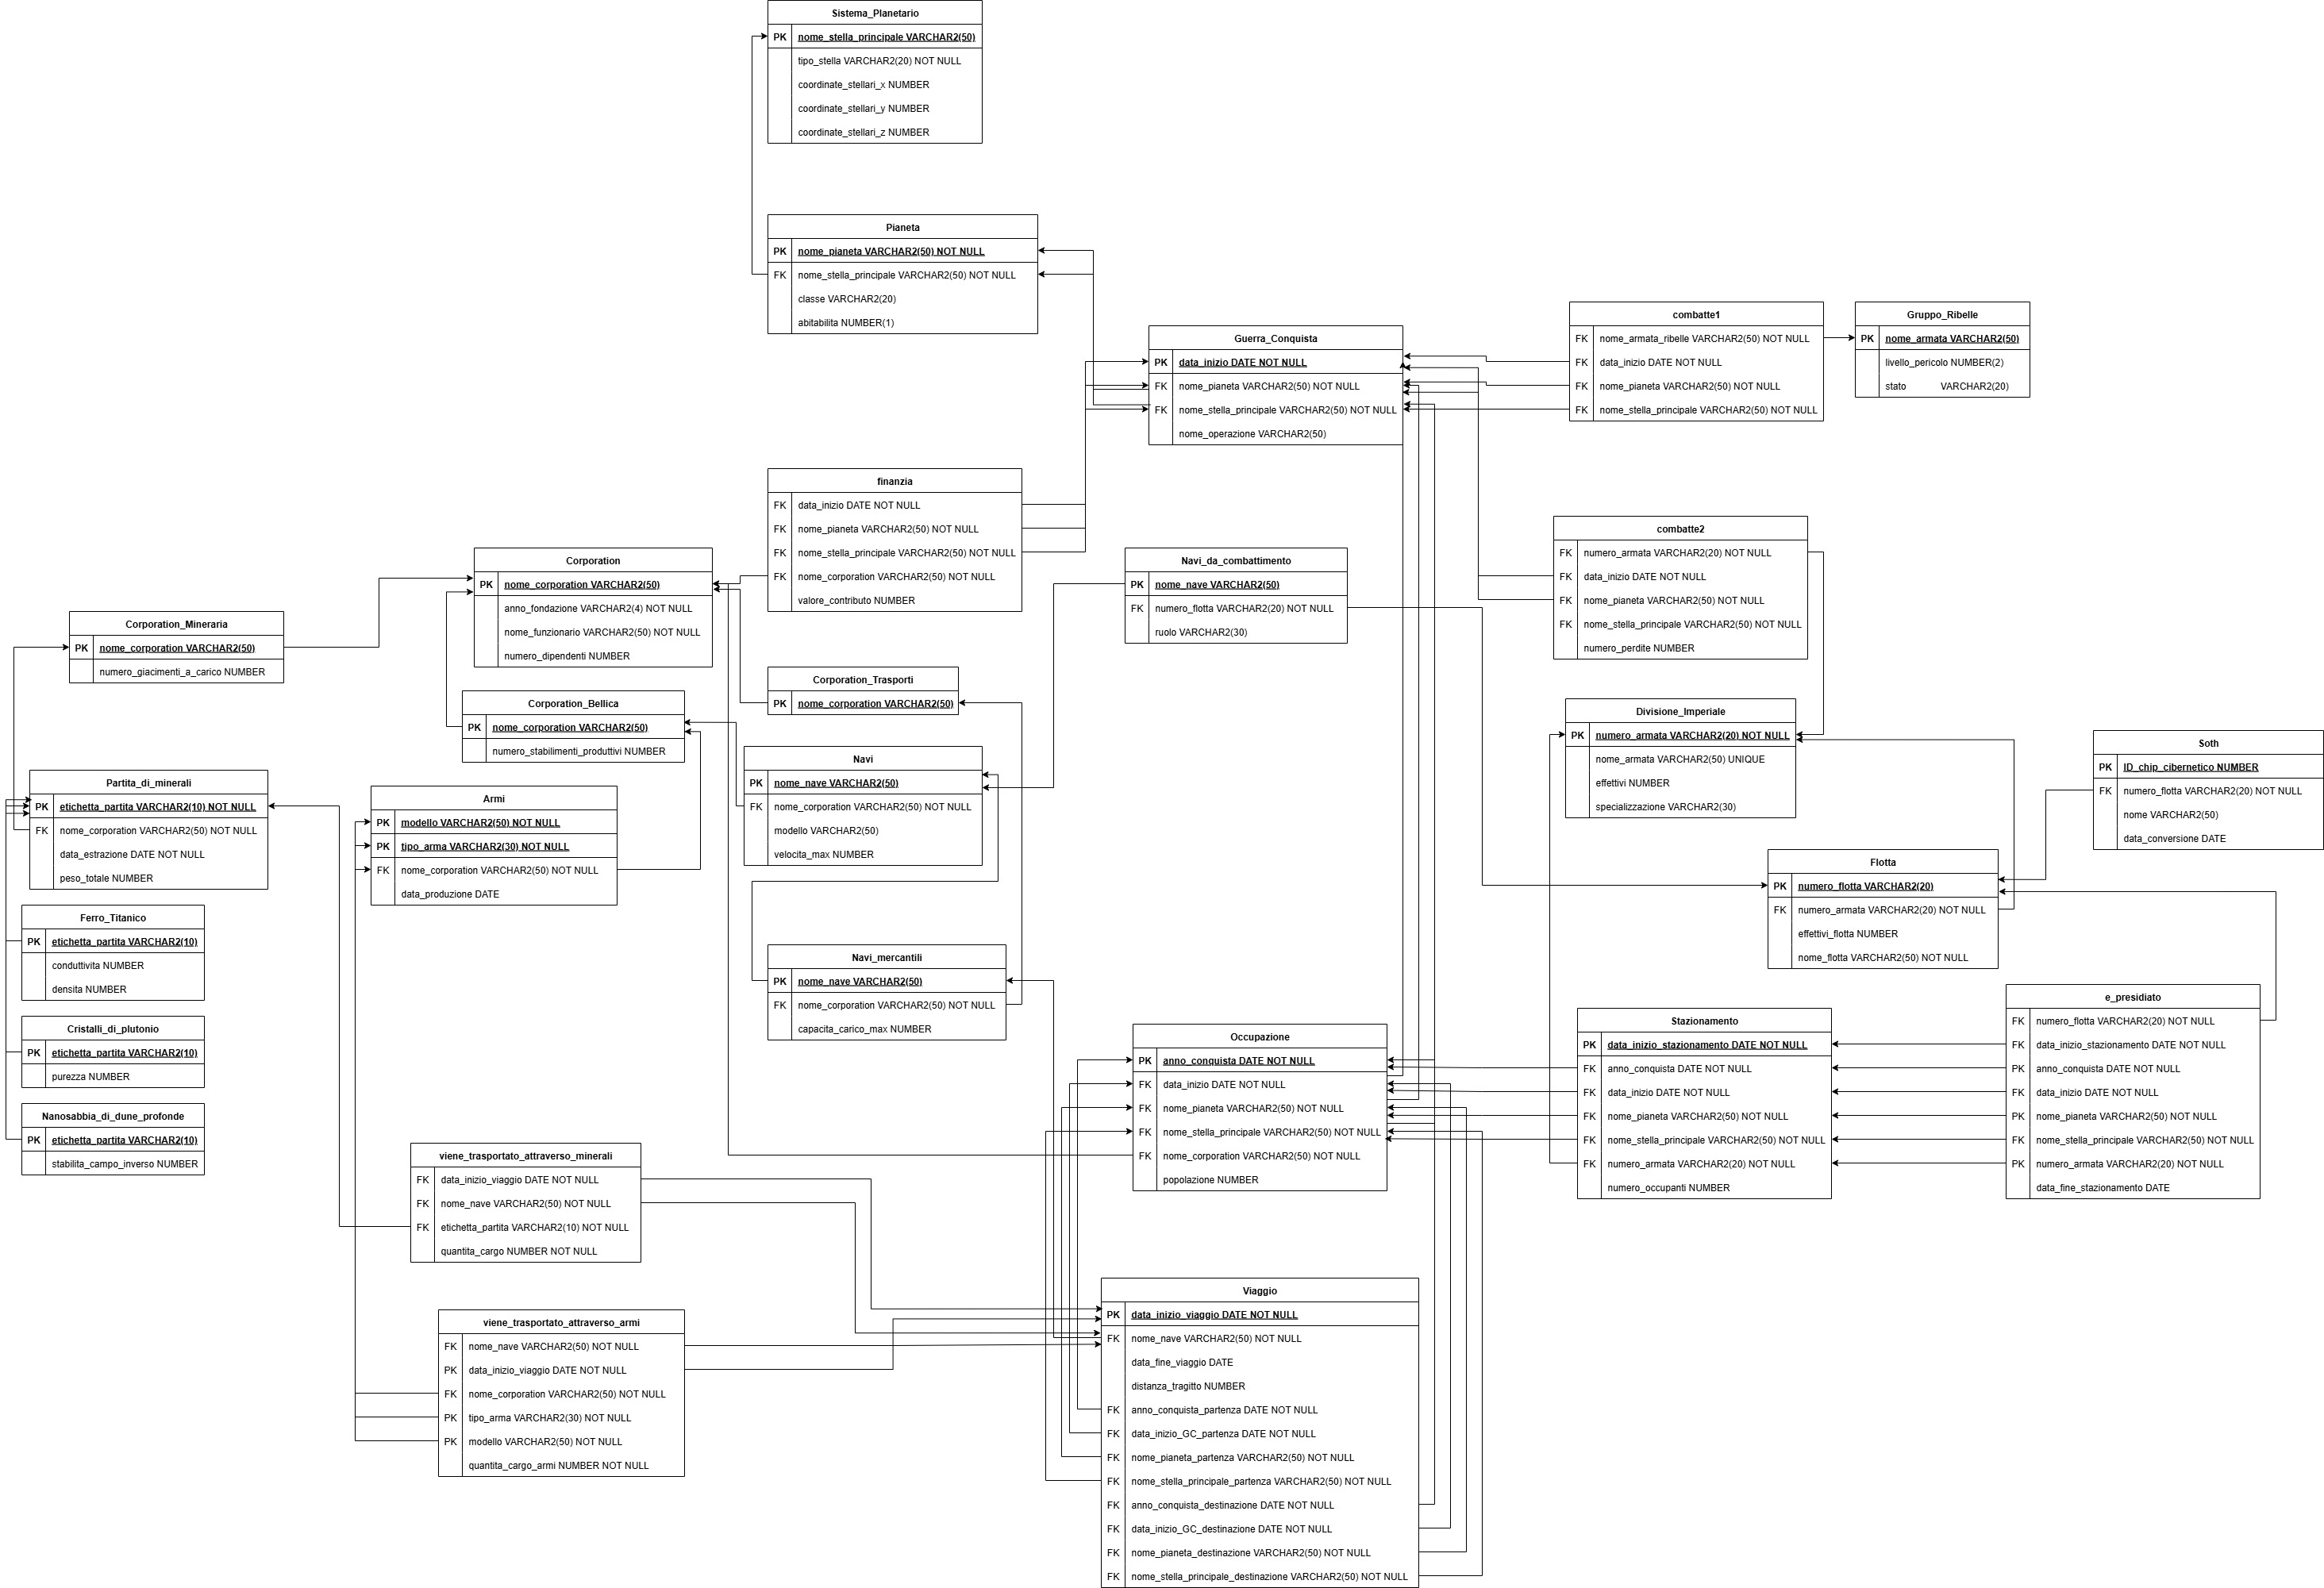 Sistema_Planetario
PK nome_stella_principale VARCHAR2(50)
tipo_stella VARCHAR2(20) NOT NULL
coordinate_stellari_x NUMBER
coordinate_stellari_y NUMBER
coordinate_stellari_z NUMBER
Pianeta
PK nome_pianeta VARCHAR2(50) NOT NULL
FK nome_stella_principale VARCHAR2(50) NOT NULL
classe VARCHAR2(20)
abitabilita NUMBER(1)
Guerra_Conquista
PK data_inizio DATE NOT NULL
FK nome_pianeta VARCHAR2(50) NOT NULL
FK nome_stella_principale VARCHAR2(50) NOT NULL
nome_operazione VARCHAR2(50)
combatte1
FK nome_armata_ribelle VARCHAR2(50) NOT NULL
FK data_inizio DATE NOT NULL
FK nome_pianeta VARCHAR2(50) NOT NULL
FK nome_stella_principale VARCHAR2(50) NOT NULL
Gruppo_Ribelle
PK nome_armata VARCHAR2(50)
livello_pericolo NUMBER(2)
stato VARCHAR2(20)
finanzia
FK data_inizio DATE NOT NULL
FK nome_pianeta VARCHAR2(50) NOT NULL
FK nome_stella_principale VARCHAR2(50) NOT NULL
FK nome_corporation VARCHAR2(50) NOT NULL
valore_contributo NUMBER
combatte2
FK numero_armata VARCHAR2(20) NOT NULL
FK data_inizio DATE NOT NULL
FK nome_pianeta VARCHAR2(50) NOT NULL
FK nome_stella_principale VARCHAR2(50) NOT NULL
numero_perdite NUMBER
Corporation
PK nome_corporation VARCHAR2(50)
anno_fondazione VARCHAR2(4) NOT NULL
nome_funzionario VARCHAR2(50) NOT NULL
numero_dipendenti NUMBER
Navi_da_combattimento
PK nome_nave VARCHAR2(50)
FK numero_flotta VARCHAR2(20) NOT NULL
ruolo VARCHAR2(30)
Corporation_Mineraria
PK nome_corporation VARCHAR2(50)
numero_giacimenti_a_carico NUMBER
Corporation_Trasporti
PK nome_corporation VARCHAR2(50)
Corporation_Bellica
PK nome_corporation VARCHAR2(50)
numero_stabilimenti_produttivi NUMBER
Divisione_Imperiale
PK numero_armata VARCHAR2(20) NOT NULL
nome_armata VARCHAR2(50) UNIQUE
effettivi NUMBER
specializzazione VARCHAR2(30)
Soth
PK ID_chip_cibernetico NUMBER
FK numero_flotta VARCHAR2(20) NOT NULL
nome VARCHAR2(50)
data_conversione DATE
Navi
PK nome_nave VARCHAR2(50)
FK nome_corporation VARCHAR2(50) NOT NULL
modello VARCHAR2(50)
velocita_max NUMBER
Partita_di_minerali
PK etichetta_partita VARCHAR2(10) NOT NULL
FK nome_corporation VARCHAR2(50) NOT NULL
data_estrazione DATE NOT NULL
peso_totale NUMBER
Armi
PK modello VARCHAR2(50) NOT NULL
PK tipo_arma VARCHAR2(30) NOT NULL
FK nome_corporation VARCHAR2(50) NOT NULL
data_produzione DATE
Flotta
PK numero_flotta VARCHAR2(20)
FK numero_armata VARCHAR2(20) NOT NULL
effettivi_flotta NUMBER
nome_flotta VARCHAR2(50) NOT NULL
Ferro_Titanico
PK etichetta_partita VARCHAR2(10)
conduttivita NUMBER
densita NUMBER
Navi_mercantili
PK nome_nave VARCHAR2(50)
FK nome_corporation VARCHAR2(50) NOT NULL
capacita_carico_max NUMBER
Cristalli_di_plutonio
PK etichetta_partita VARCHAR2(10)
purezza NUMBER
Nanosabbia_di_dune_profonde
PK etichetta_partita VARCHAR2(10)
stabilita_campo_inverso NUMBER
Occupazione
PK anno_conquista DATE NOT NULL
FK data_inizio DATE NOT NULL
FK nome_pianeta VARCHAR2(50) NOT NULL
FK nome_stella_principale VARCHAR2(50) NOT NULL
FK nome_corporation VARCHAR2(50) NOT NULL
popolazione NUMBER
Stazionamento
PK data_inizio_stazionamento DATE NOT NULL
FK anno_conquista DATE NOT NULL
FK data_inizio DATE NOT NULL
FK nome_pianeta VARCHAR2(50) NOT NULL
FK nome_stella_principale VARCHAR2(50) NOT NULL
FK numero_armata VARCHAR2(20) NOT NULL
numero_occupanti NUMBER
e_presidiato
FK numero_flotta VARCHAR2(20) NOT NULL
FK data_inizio_stazionamento DATE NOT NULL
PK anno_conquista DATE NOT NULL
FK data_inizio DATE NOT NULL
PK nome_pianeta VARCHAR2(50) NOT NULL
FK nome_stella_principale VARCHAR2(50) NOT NULL
PK numero_armata VARCHAR2(20) NOT NULL
data_fine_stazionamento DATE
viene_trasportato_attraverso_minerali
FK data_inizio_viaggio DATE NOT NULL
FK nome_nave VARCHAR2(50) NOT NULL
FK etichetta_partita VARCHAR2(10) NOT NULL
quantita_cargo NUMBER NOT NULL
viene_trasportato_attraverso_armi
FK nome_nave VARCHAR2(50) NOT NULL
PK data_inizio_viaggio DATE NOT NULL
FK nome_corporation VARCHAR2(50) NOT NULL
PK tipo_arma VARCHAR2(30) NOT NULL
PK modello VARCHAR2(50) NOT NULL
quantita_cargo_armi NUMBER NOT NULL
Viaggio
PK data_inizio_viaggio DATE NOT NULL
FK nome_nave VARCHAR2(50) NOT NULL
data_fine_viaggio DATE
distanza_tragitto NUMBER
FK anno_conquista_partenza DATE NOT NULL
FK data_inizio_GC_partenza DATE NOT NULL
FK nome_pianeta_partenza VARCHAR2(50) NOT NULL
FK nome_stella_principale_partenza VARCHAR2(50) NOT NULL
FK anno_conquista_destinazione DATE NOT NULL
FK data_inizio_GC_destinazione DATE NOT NULL
FK nome_pianeta_destinazione VARCHAR2(50) NOT NULL
FK nome_stella_principale_destinazione VARCHAR2(50) NOT NULL